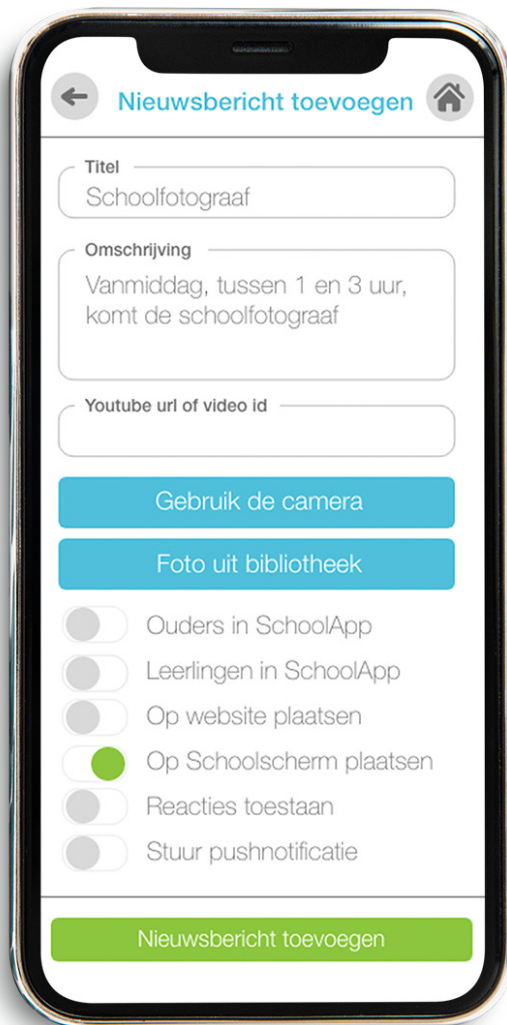 Nieuwsbericht toevoegen
Titel
Schoolfotograaf
Omschrijving
Vanmiddag, tussen 1 en 3 uur,
komt de schoolfotograaf
Youtube url of video id
Gebruik de camera
Foto uit bibliotheek
Ouders in SchoolApp
Leerlingen in SchoolApp
Op website plaatsen
Op Schoolscherm plaatsen
Reacties toestaan
Stuur pushnotificatie
Nieuwsbericht toevoegen